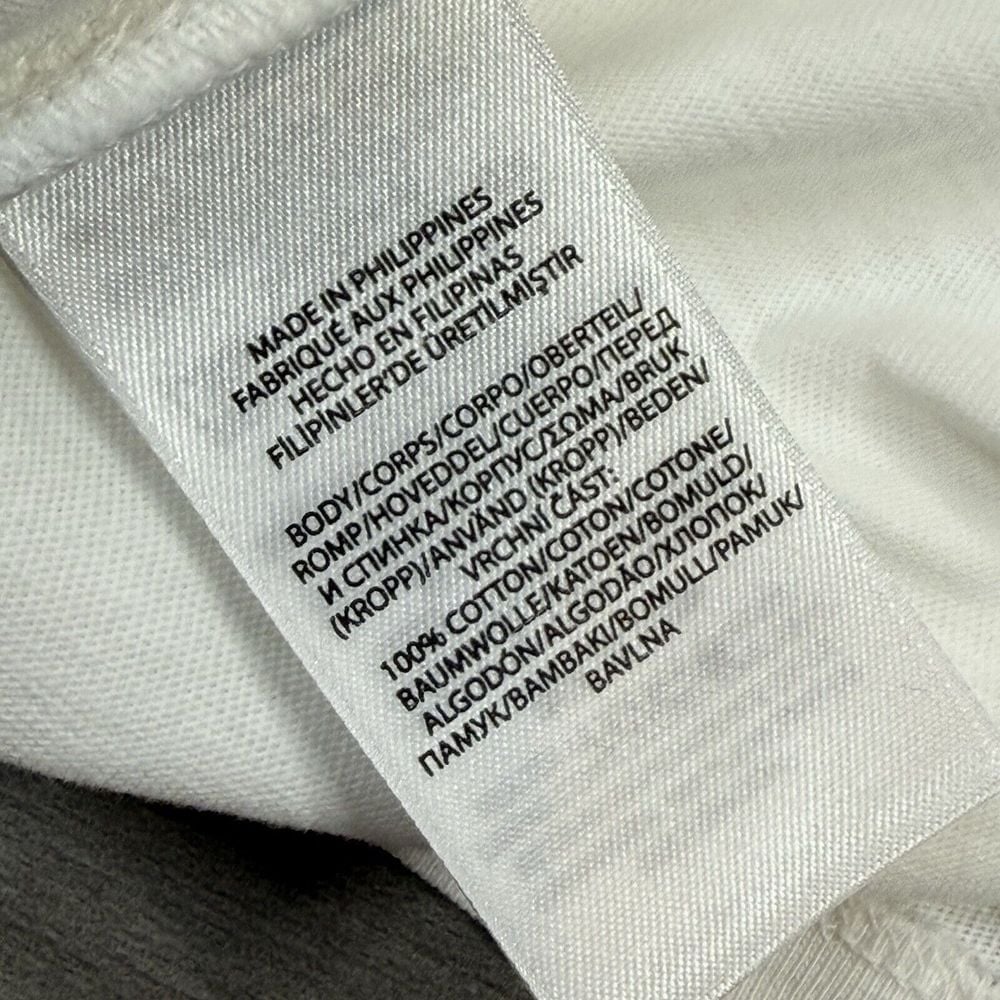 MADE IN PHILIPPINES
FABRIQUÉ AUX PHILIPPINES
HECHO EN FILIPINAS
FİLİPİNLER'DE ÜRETİLMİŞTİR
BODY/CORPS/CORPO/OBERTEIL/
ROMP/HOVEDDEL/CUERPO/ПЕРЕД
И СПИНКА/КОРПУС/ΣΩΜΑ/BRUK
(KROPP)/ANVÄND (KROPP)/BEDEN/
VRCHNÍ ČÁST:
100% COTTON/COTON/COTONE/
BAUMWOLLE/KATOEN/BOMULD/
ALGODÓN/ALGODÃO/ХЛОПОК/
ПАМУК/BAMBAKI/BOMULL/PAMUK/
BAVLNA